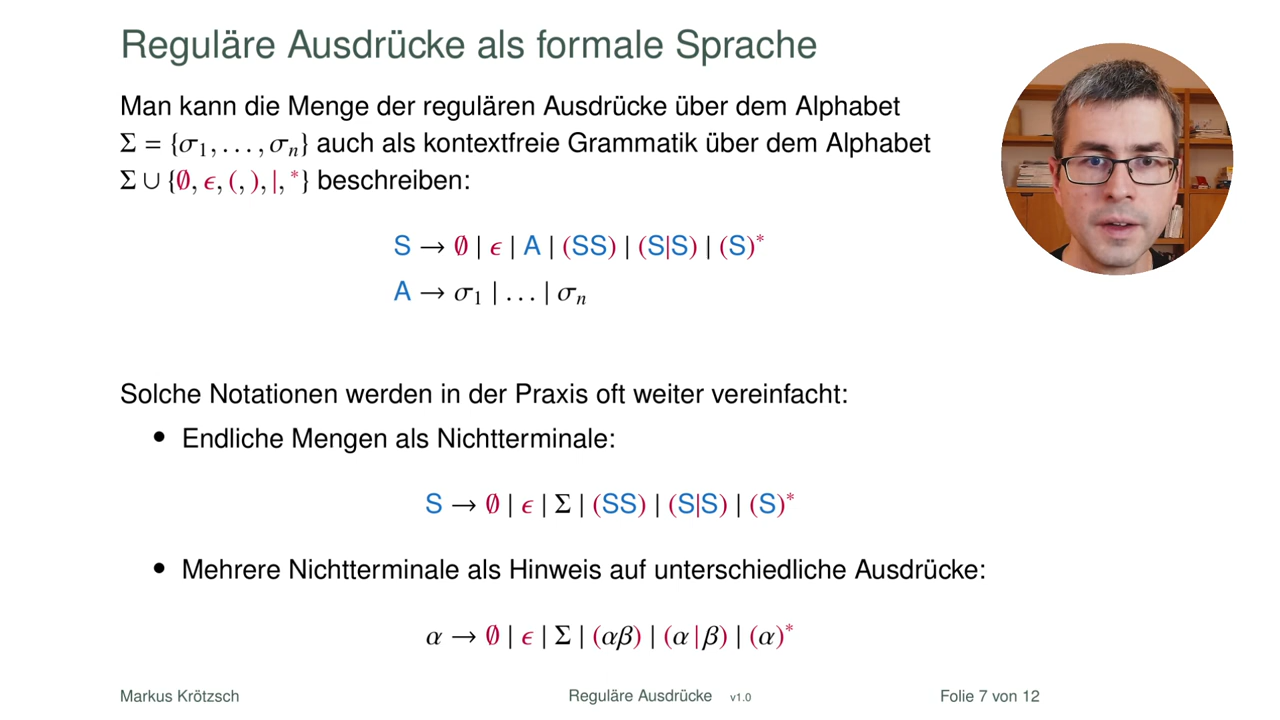 Reguläre Ausdrücke als formale Sprache
Man kann die Menge der regulären Ausdrücke über dem Alphabet
Σ = {σ₁, . . . , σₙ} auch als kontextfreie Grammatik über dem Alphabet
Σ ∪ {∅, ϵ, (, ), |, *} beschreiben:
S → ∅ | ϵ | A | (SS) | (S|S) | (S)*
A → σ₁ | . . . | σₙ
Solche Notationen werden in der Praxis oft weiter vereinfacht:
• Endliche Mengen als Nichtterminale:
S → ∅ | ϵ | Σ | (SS) | (S|S) | (S)*
• Mehrere Nichtterminale als Hinweis auf unterschiedliche Ausdrücke:
α → ∅ | ϵ | Σ | (αβ) | (α|β) | (α)*
Markus Krötzsch Reguläre Ausdrücke v1.0 Folie 7 von 12